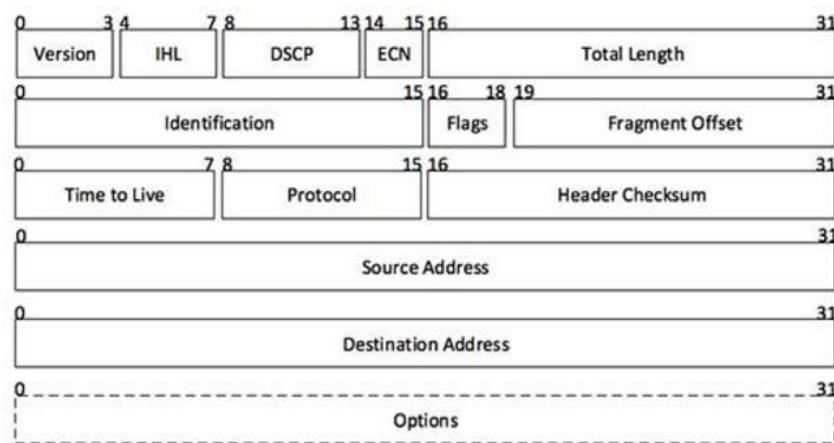 0 3 4 7 8 13 14 15 16 31
Version IHL DSCP ECN Total Length
0 15 16 18 19 31
Identification Flags Fragment Offset
0 7 8 15 16 31
Time to Live Protocol Header Checksum
0 31
Source Address
0 31
Destination Address
0 31
Options